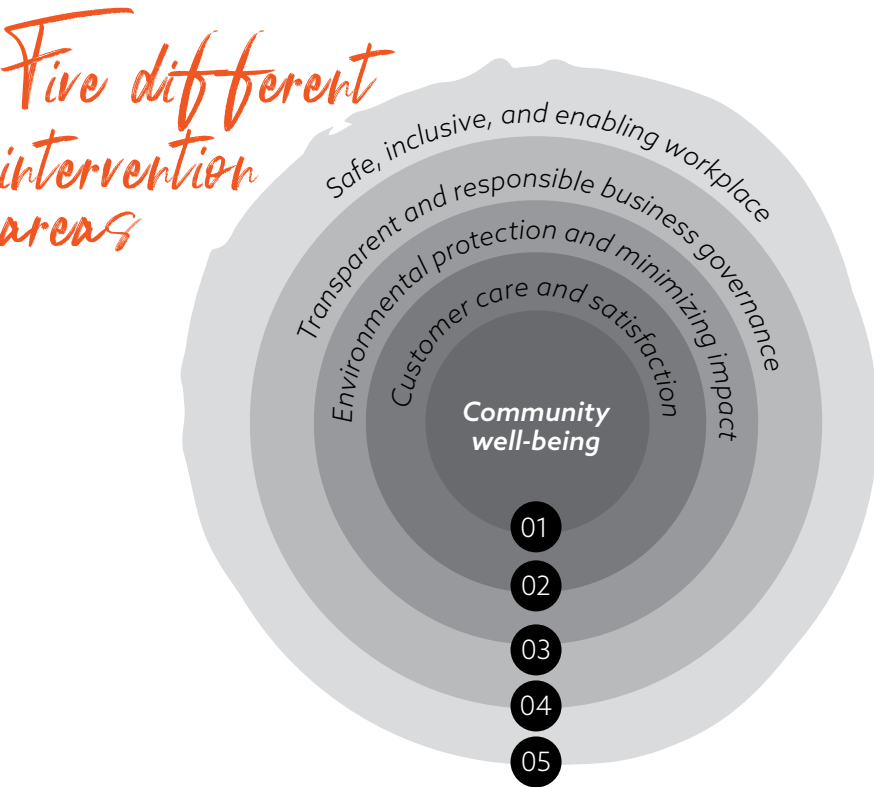 Five different
intervention
areas
Safe, inclusive, and enabling workplace
Transparent and responsible business governance
Environmental protection and minimizing impact
Customer care and satisfaction
Community
well-being
01
02
03
04
05